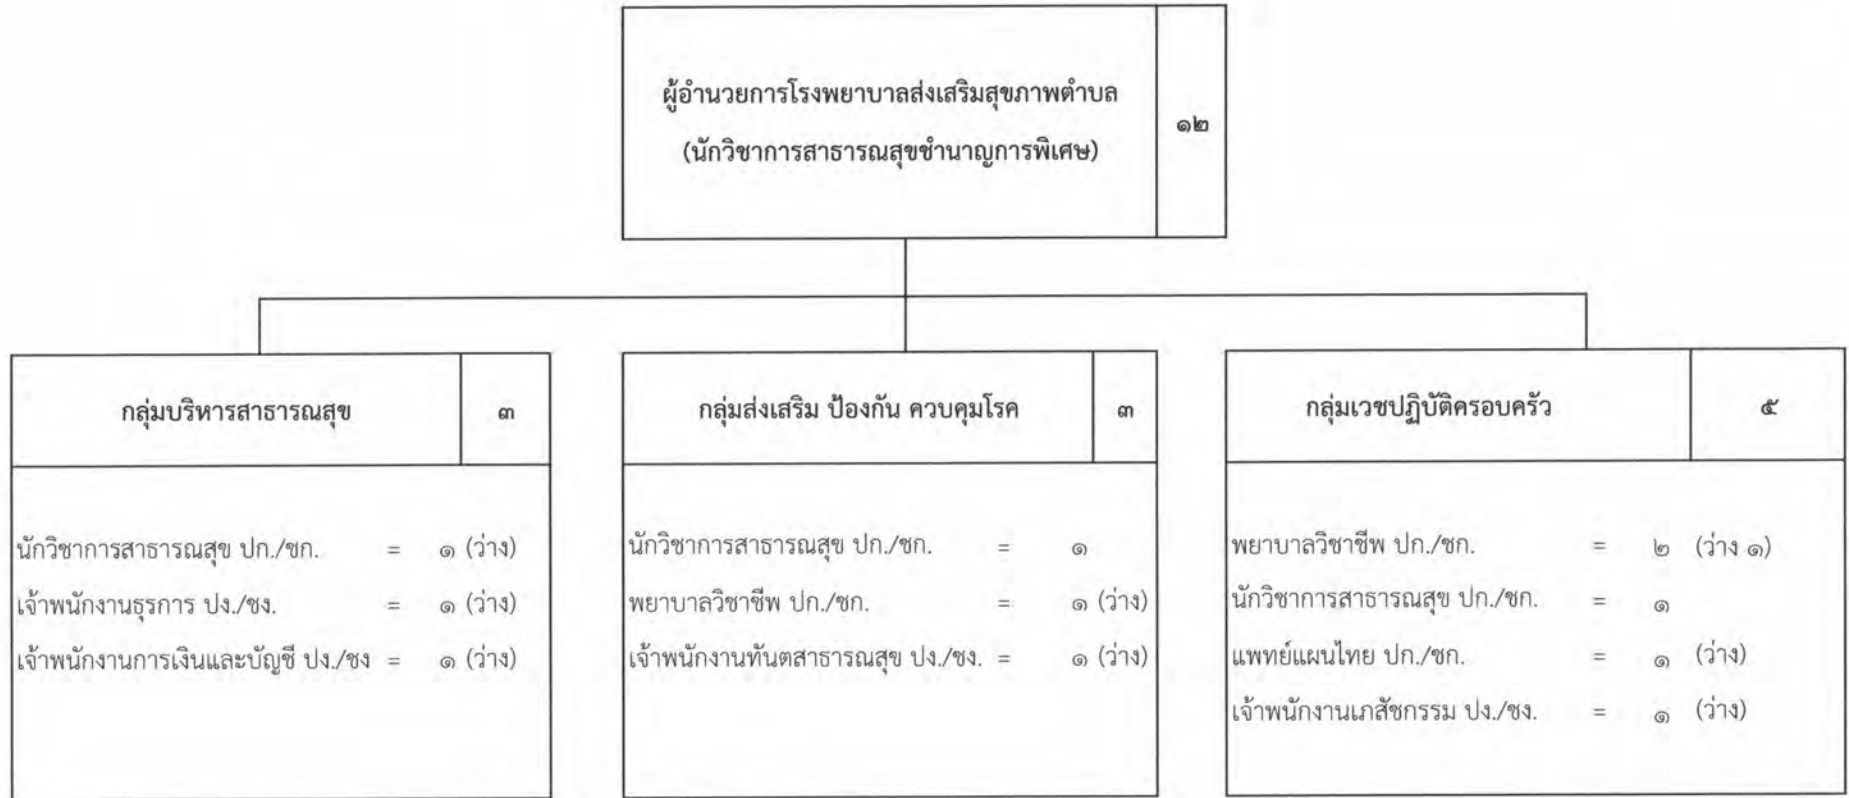 ผู้อำนวยการโรงพยาบาลส่งเสริมสุขภาพตำบล
(นักวิชาการสาธารณสุขชำนาญการพิเศษ)
๑๒
กลุ่มบริหารสาธารณสุข ๓
นักวิชาการสาธารณสุข ปก./ชก. = ๑ (ว่าง)
เจ้าพนักงานธุรการ ปง./ชง. = ๑ (ว่าง)
เจ้าพนักงานการเงินและบัญชี ปง./ชง = ๑ (ว่าง)
กลุ่มส่งเสริม ป้องกัน ควบคุมโรค ๓
นักวิชาการสาธารณสุข ปก./ชก. = ๑
พยาบาลวิชาชีพ ปก./ชก. = ๑ (ว่าง)
เจ้าพนักงานทันตสาธารณสุข ปง./ชง. = ๑ (ว่าง)
กลุ่มเวชปฏิบัติครอบครัว ๕
พยาบาลวิชาชีพ ปก./ชก. = ๒ (ว่าง ๑)
นักวิชาการสาธารณสุข ปก./ชก. = ๑
แพทย์แผนไทย ปก./ชก. = ๑ (ว่าง)
เจ้าพนักงานเภสัชกรรม ปง./ชง. = ๑ (ว่าง)